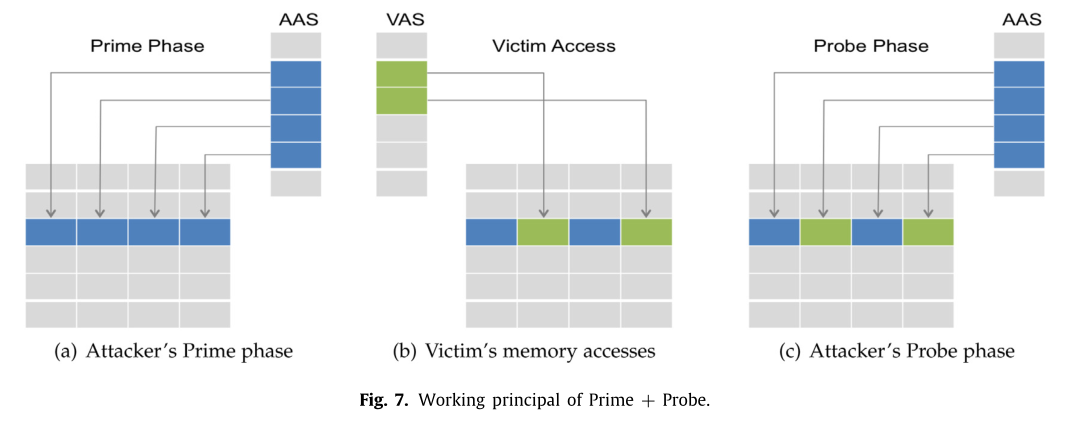 AAS
Prime Phase
VAS
Victim Access
AAS
Probe Phase
(a) Attacker's Prime phase
(b) Victim's memory accesses
(c) Attacker's Probe phase
Fig. 7. Working principal of Prime + Probe.